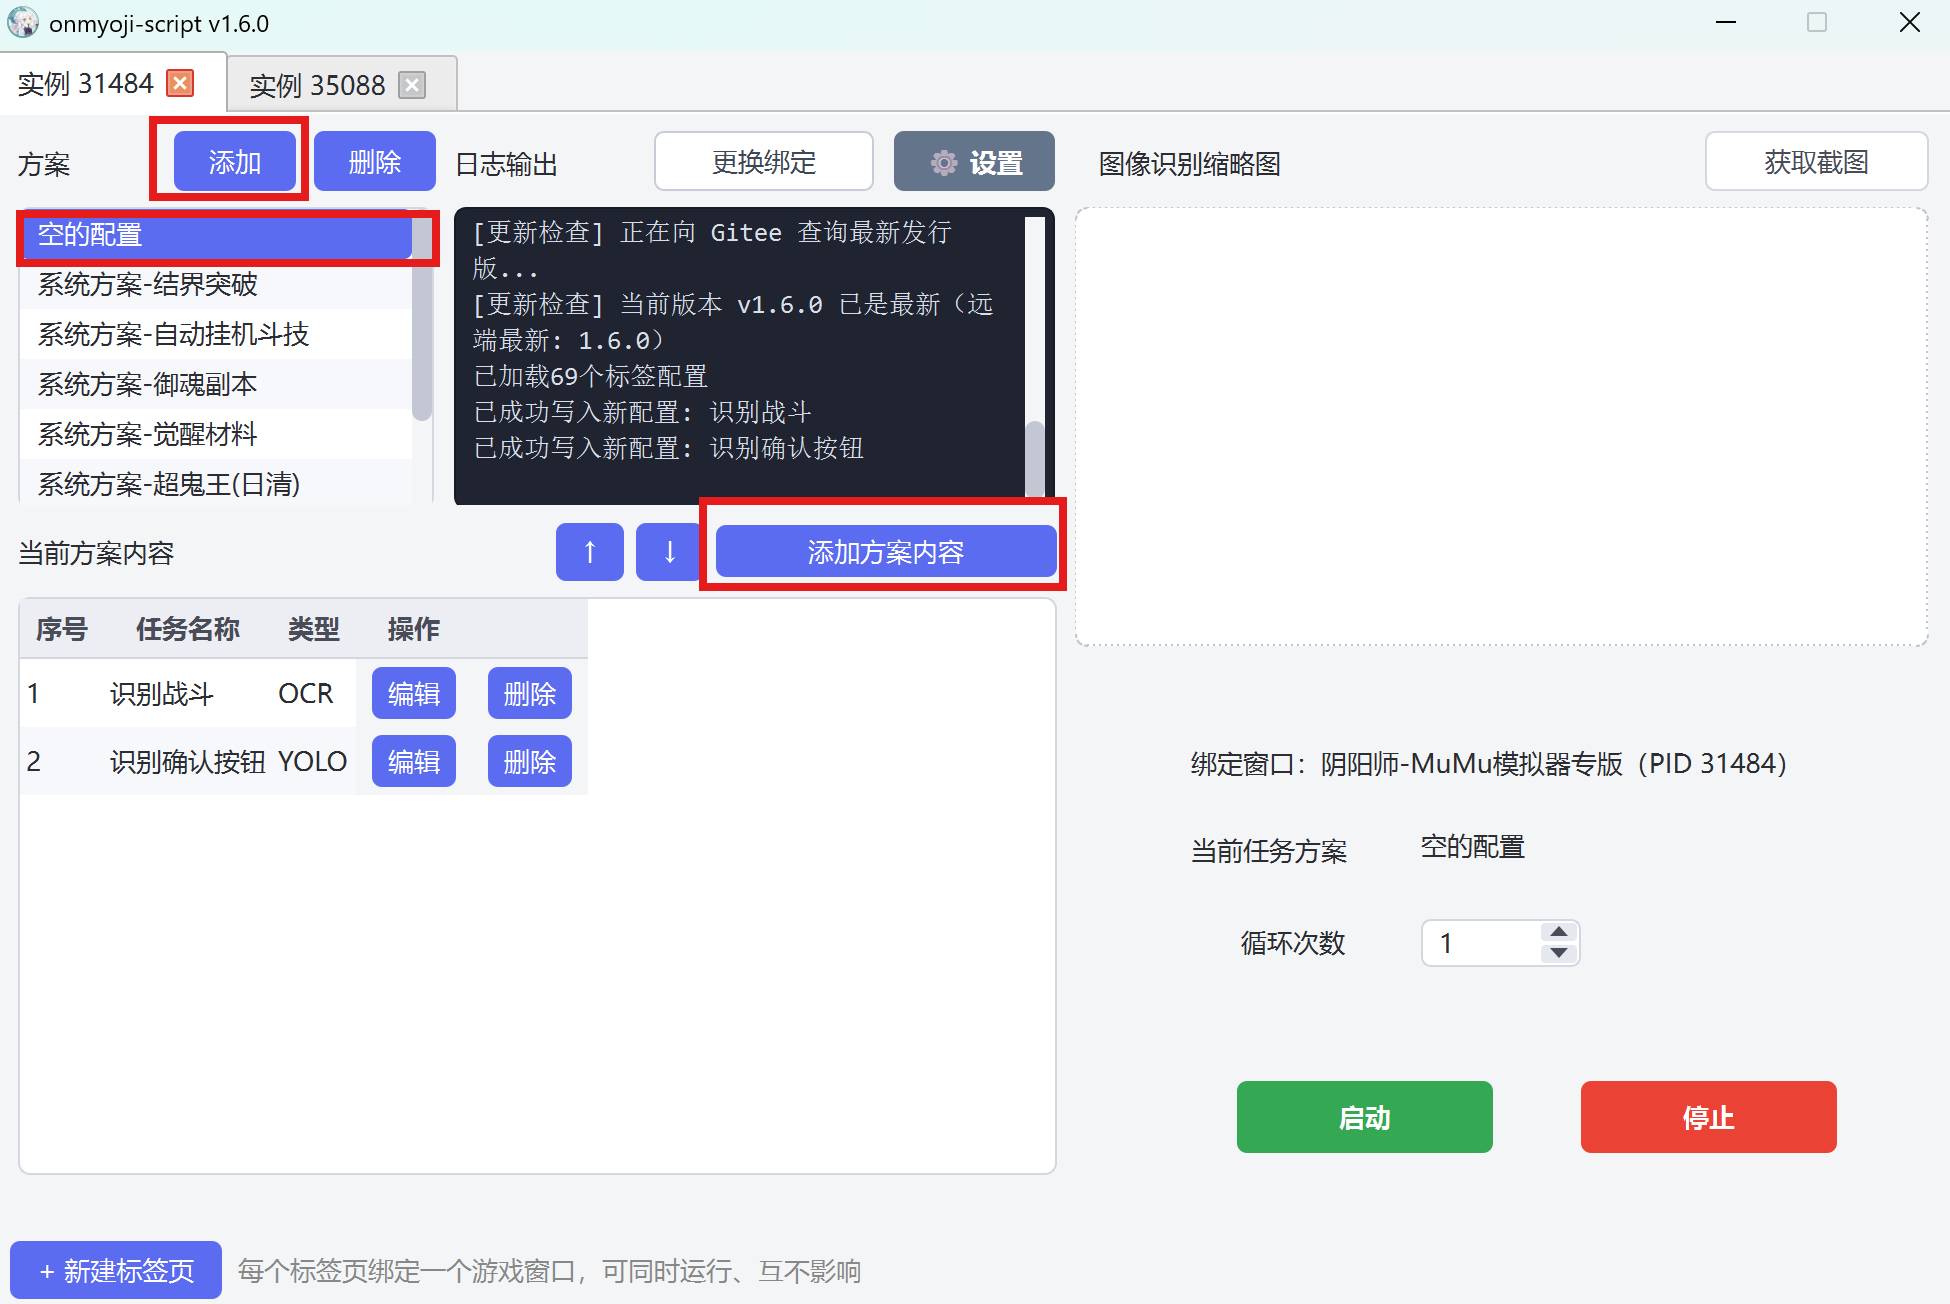 onmyoji-script v1.6.0
实例 31484
实例 35088
方案
添加
删除
日志输出
更换绑定
设置
图像识别缩略图
获取截图
空的配置
系统方案-结界突破
系统方案-自动挂机斗技
系统方案-御魂副本
系统方案-觉醒材料
系统方案-超鬼王(日清)
[更新检查] 正在向 Gitee 查询最新发行
版...
[更新检查] 当前版本 v1.6.0 已是最新（远
端最新: 1.6.0）
已加载69个标签配置
已成功写入新配置: 识别战斗
已成功写入新配置: 识别确认按钮
当前方案内容
↑
↓
添加方案内容
序号 任务名称 类型 操作
1 识别战斗 OCR 编辑 删除
2 识别确认按钮 YOLO 编辑 删除
绑定窗口：阴阳师-MuMu模拟器专版（PID 31484）
当前任务方案 空的配置
循环次数 1
启动
停止
+ 新建标签页
每个标签页绑定一个游戏窗口，可同时运行、互不影响